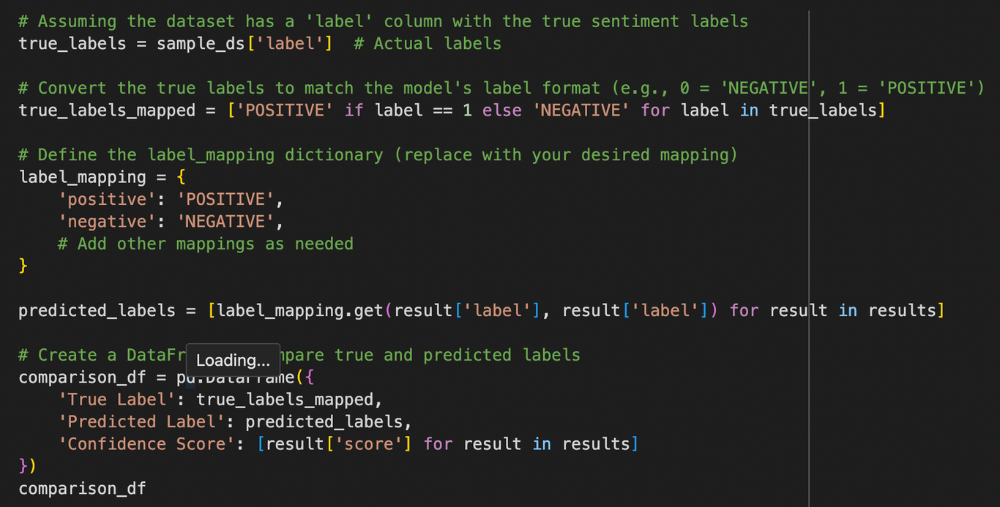 # Assuming the dataset has a 'label' column with the true sentiment labels
true_labels = sample_ds['label']  # Actual labels
# Convert the true labels to match the model's label format (e.g., 0 = 'NEGATIVE', 1 = 'POSITIVE')
true_labels_mapped = ['POSITIVE' if label == 1 else 'NEGATIVE' for label in true_labels]
# Define the label_mapping dictionary (replace with your desired mapping)
label_mapping = {
    'positive': 'POSITIVE',
    'negative': 'NEGATIVE',
    # Add other mappings as needed
}
predicted_labels = [label_mapping.get(result['label'], result['label']) for result in results]
# Create a true and predicted labels
Loading...
comparison_df = pd.DataFrame({
    'True Label': true_labels_mapped,
    'Predicted Label': predicted_labels,
    'Confidence Score': [result['score'] for result in results]
})
comparison_df